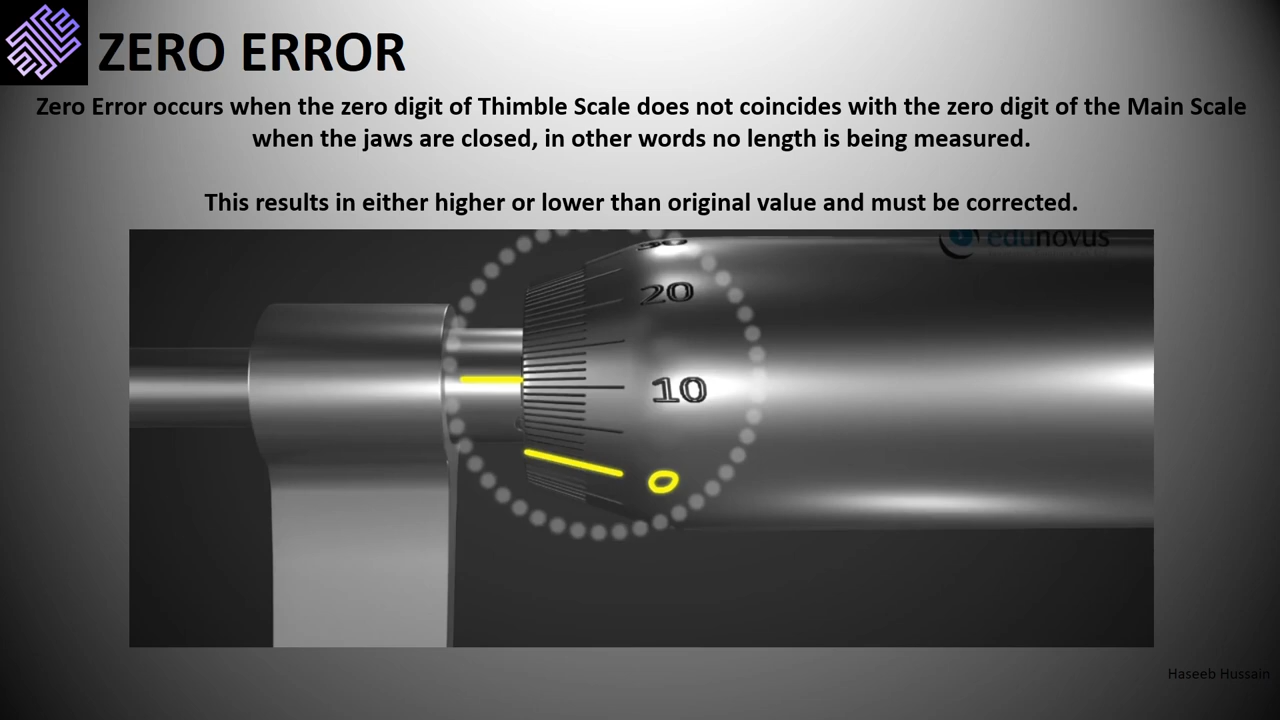 ZERO ERROR
Zero Error occurs when the zero digit of Thimble Scale does not coincides with the zero digit of the Main Scale
when the jaws are closed, in other words no length is being measured.
This results in either higher or lower than original value and must be corrected.
edunovus
20
10
0
Haseeb Hussain